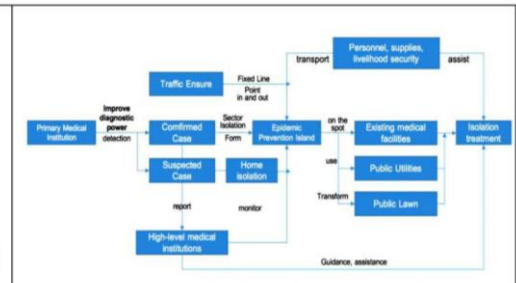 Personnel, supplies,
livelihood security
transport
assist
Traffic Ensure
Fixed Line
Point
in and out
Improve
diagnostic
power
detection
Primary Medical
Institution
Comfirmed
Case
Sector
Isolation
Form
Epidemic
Prevention Island
on the
spot
Existing medical
facilities
Isolation
treatment
Suspected
Case
Home
isolation
use
Public Utilities
Transform
Public Lawn
report
monitor
High-level medical
institutions
Guidance, assistance